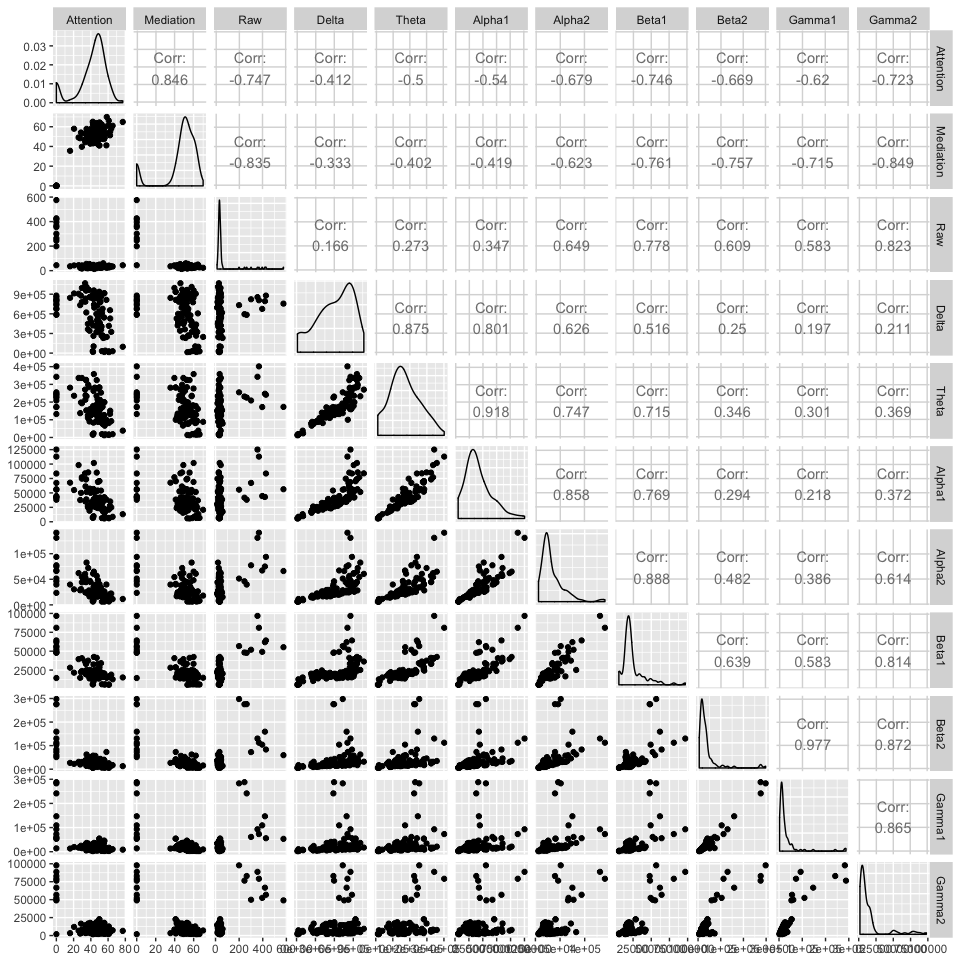 Attention Mediation Raw Delta Theta Alpha1 Alpha2 Beta1 Beta2 Gamma1 Gamma2
0.03
0.02
0.01
0.00
Corr: Corr: Corr: Corr: Corr: Corr: Corr: Corr: Corr: Corr:
0.846 -0.747 -0.412 -0.5 -0.54 -0.679 -0.746 -0.669 -0.62 -0.723
Attention
60
40
20
0
Corr: Corr: Corr: Corr: Corr: Corr: Corr: Corr: Corr:
-0.835 -0.333 -0.402 -0.419 -0.623 -0.761 -0.757 -0.715 -0.849
Mediation
600
400
200
0
Corr: Corr: Corr: Corr: Corr: Corr: Corr: Corr:
0.166 0.273 0.347 0.649 0.778 0.609 0.583 0.823
Raw
9e+05
6e+05
3e+05
0e+00
Corr: Corr: Corr: Corr: Corr: Corr: Corr:
0.875 0.801 0.626 0.516 0.25 0.197 0.211
Delta
4e+05
3e+05
2e+05
1e+05
0e+00
Corr: Corr: Corr: Corr: Corr: Corr:
0.918 0.747 0.715 0.346 0.301 0.369
Theta
125000
100000
75000
50000
25000
0
Corr: Corr: Corr: Corr: Corr:
0.858 0.769 0.294 0.218 0.372
Alpha1
1e+05
5e+04
0e+00
Corr: Corr: Corr: Corr:
0.888 0.482 0.386 0.614
Alpha2
100000
75000
50000
25000
Corr: Corr: Corr:
0.639 0.583 0.814
Beta1
3e+05
2e+05
1e+05
0e+00
Corr: Corr:
0.977 0.872
Beta2
3e+05
2e+05
1e+05
0e+00
Corr:
0.865
Gamma1
100000
75000
50000
25000
0
Gamma2
0 20 40 60 80 0 20 40 60 0 200 400